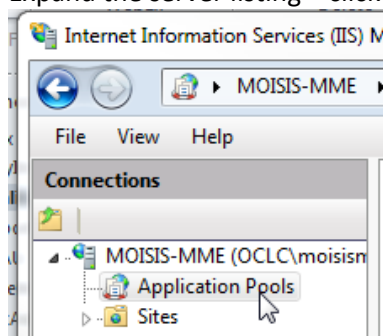 Internet Information Services (IIS) M
MOISIS-MME
File View Help
Connections
MOISIS-MME (OCLC\moisism
Application Pools
Sites